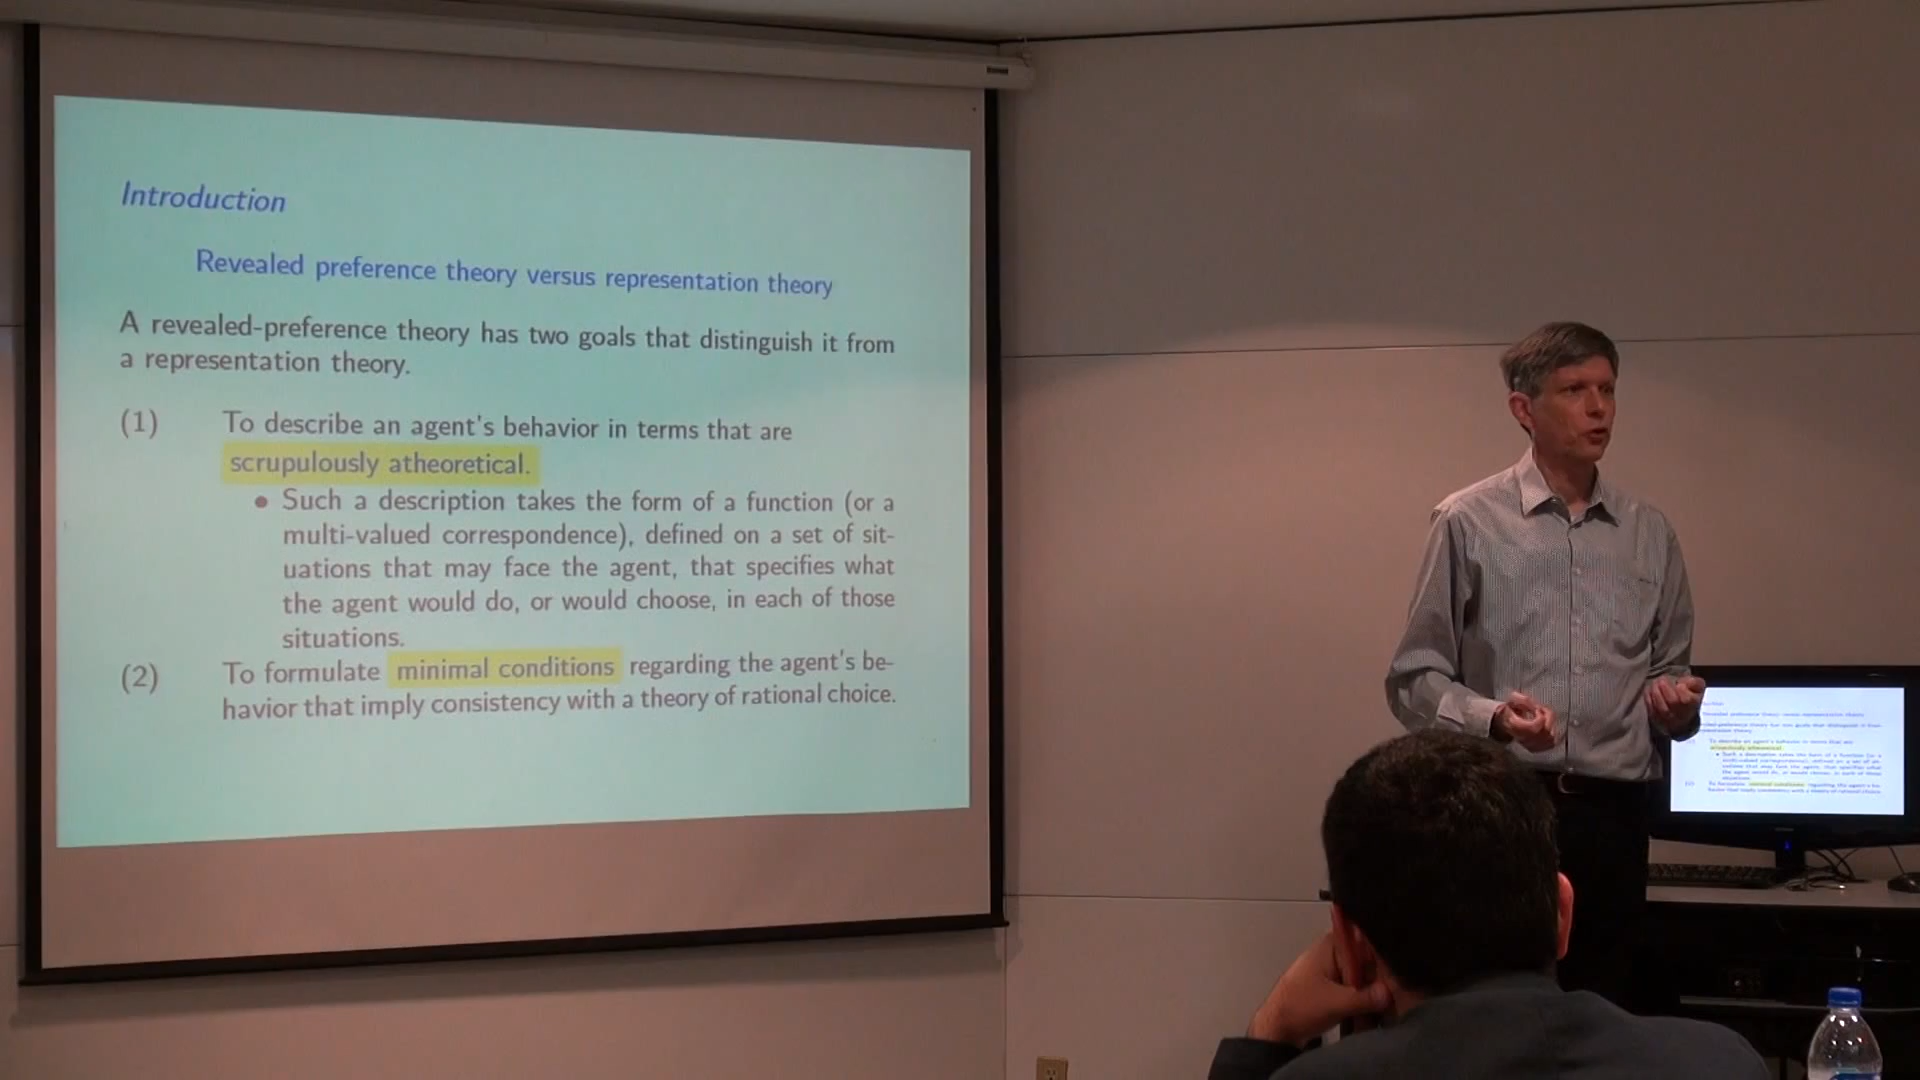 Introduction
Revealed preference theory versus representation theory
A revealed-preference theory has two goals that distinguish it from
a representation theory.
(1) To describe an agent's behavior in terms that are
scrupulously atheoretical.
• Such a description takes the form of a function (or a
multi-valued correspondence), defined on a set of sit-
uations that may face the agent, that specifies what
the agent would do, or would choose, in each of those
situations.
(2) To formulate minimal conditions regarding the agent's be-
havior that imply consistency with a theory of rational choice.